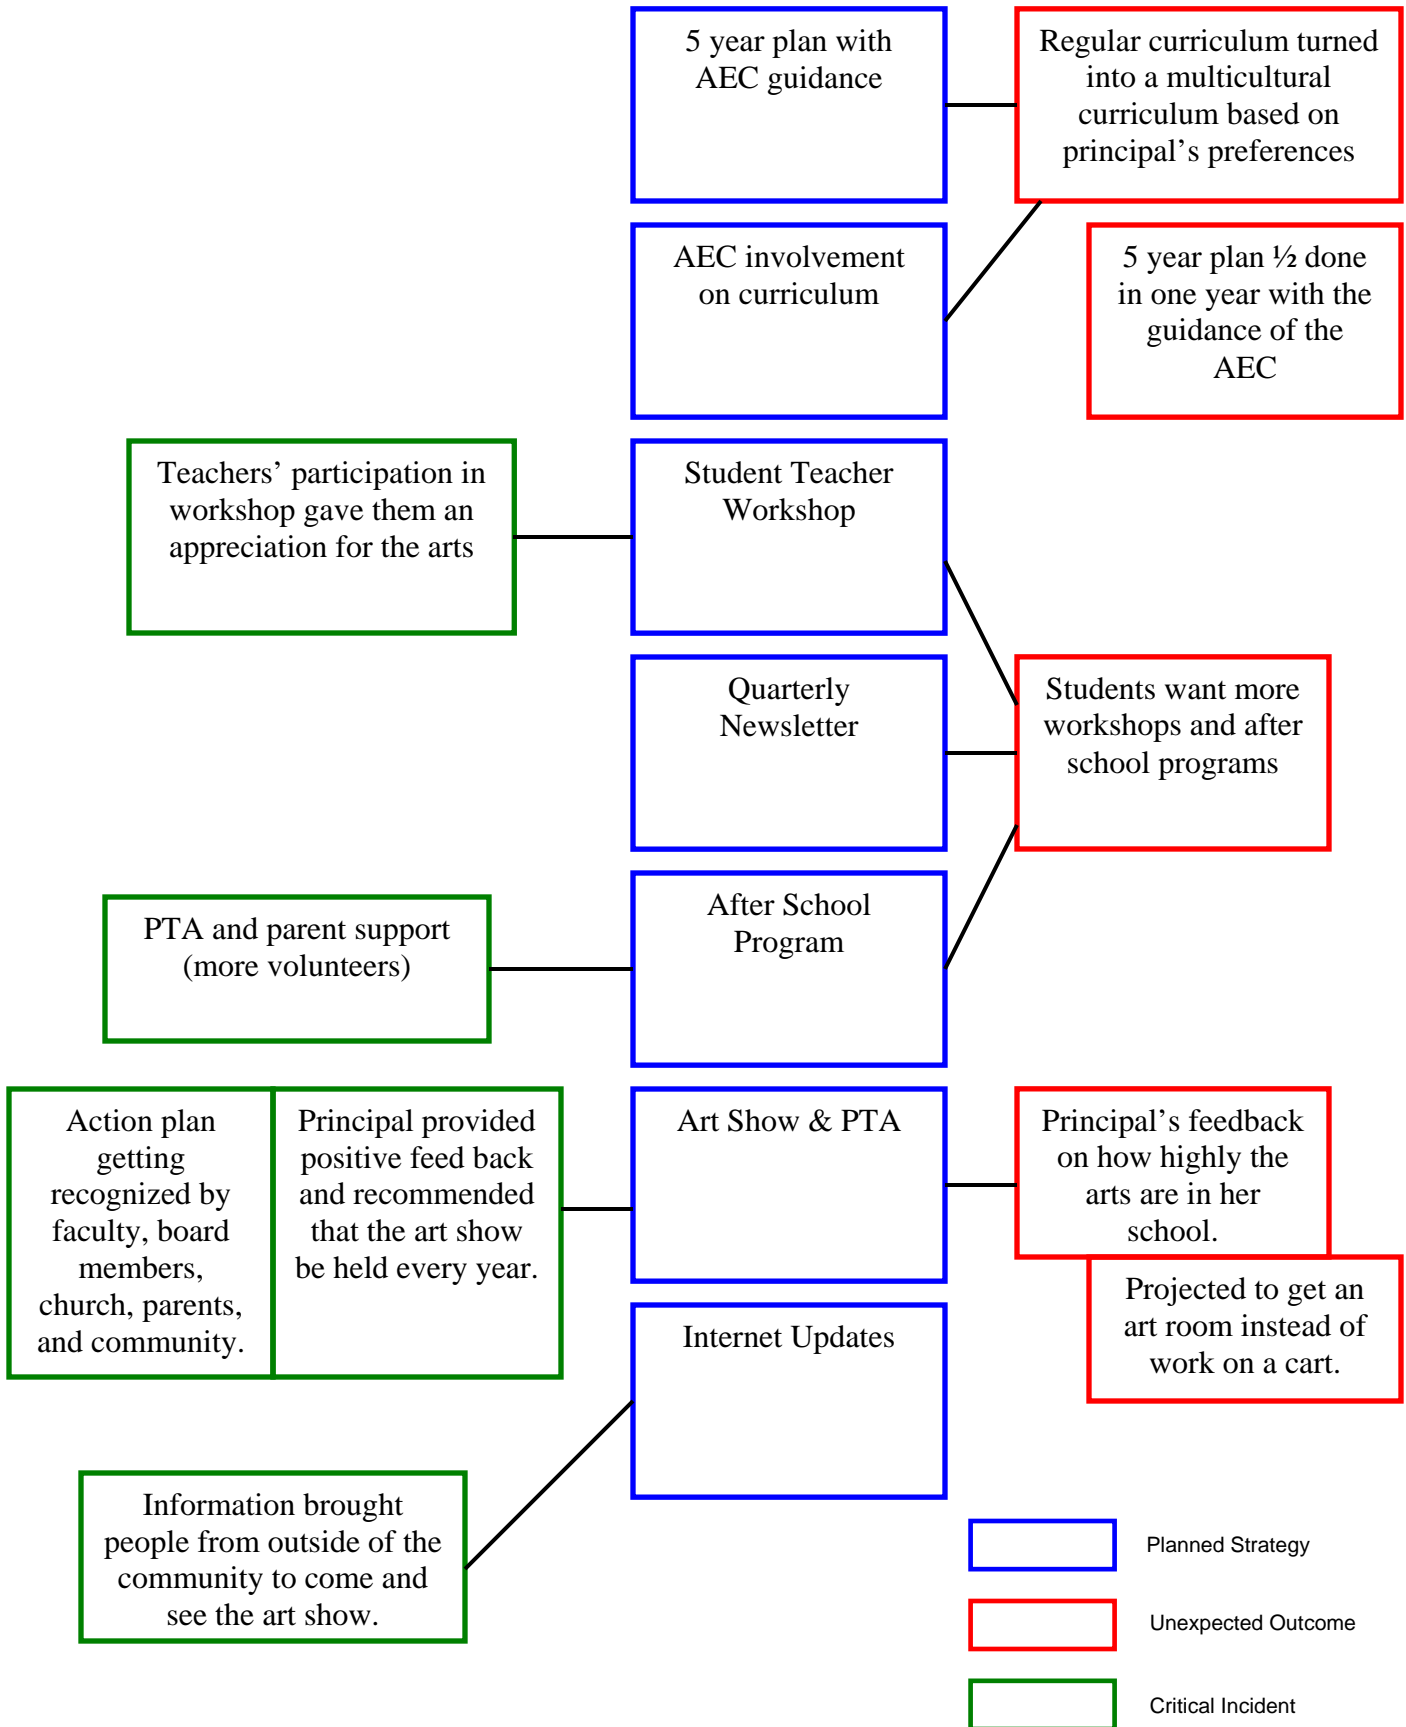 5 year plan with
AEC guidance
Regular curriculum turned
into a multicultural
curriculum based on
principal’s preferences
AEC involvement
on curriculum
5 year plan ½ done
in one year with the
guidance of the
AEC
Teachers’ participation in
workshop gave them an
appreciation for the arts
Student Teacher
Workshop
Quarterly
Newsletter
Students want more
workshops and after
school programs
PTA and parent support
(more volunteers)
After School
Program
Action plan
getting
recognized by
faculty, board
members,
church, parents,
and community.
Principal provided
positive feed back
and recommended
that the art show
be held every year.
Art Show & PTA
Principal’s feedback
on how highly the
arts are in her
school.
Projected to get an
art room instead of
work on a cart.
Internet Updates
Information brought
people from outside of the
community to come and
see the art show.
Planned Strategy
Unexpected Outcome
Critical Incident